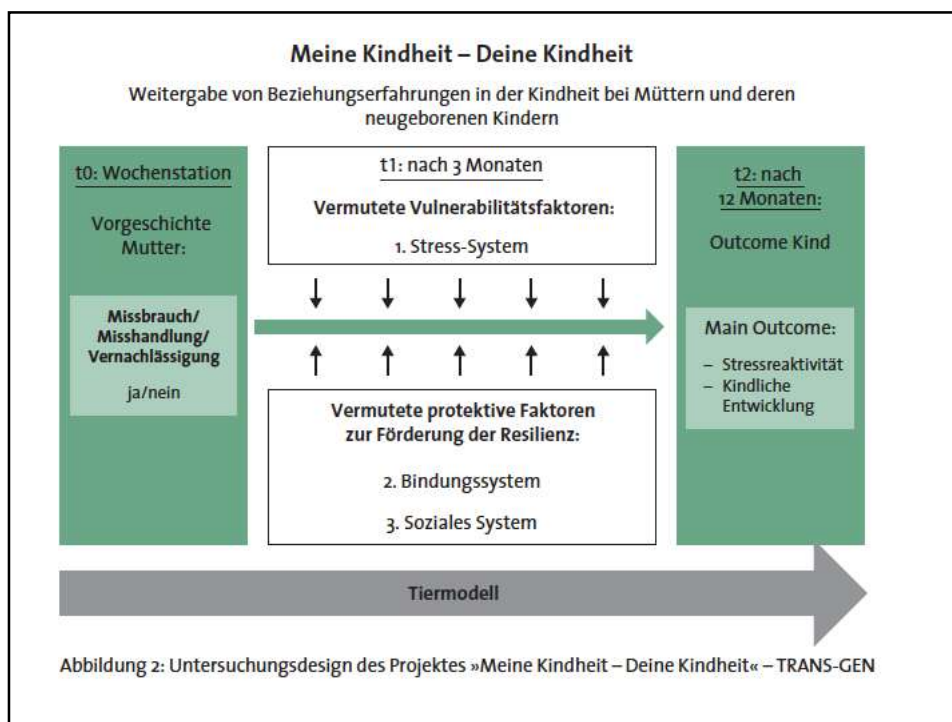 Meine Kindheit – Deine Kindheit
Weitergabe von Beziehungserfahrungen in der Kindheit bei Müttern und deren
neugeborenen Kindern
t0: Wochenstation
Vorgeschichte
Mutter:
Missbrauch/
Misshandlung/
Vernachlässigung
ja/nein
t1: nach 3 Monaten
Vermutete Vulnerabilitätsfaktoren:
1. Stress-System
Vermutete protektive Faktoren
zur Förderung der Resilienz:
2. Bindungssystem
3. Soziales System
t2: nach
12 Monaten:
Outcome Kind
Main Outcome:
– Stressreaktivität
– Kindliche
Entwicklung
Tiermodell
Abbildung 2: Untersuchungsdesign des Projektes »Meine Kindheit – Deine Kindheit« – TRANS-GEN